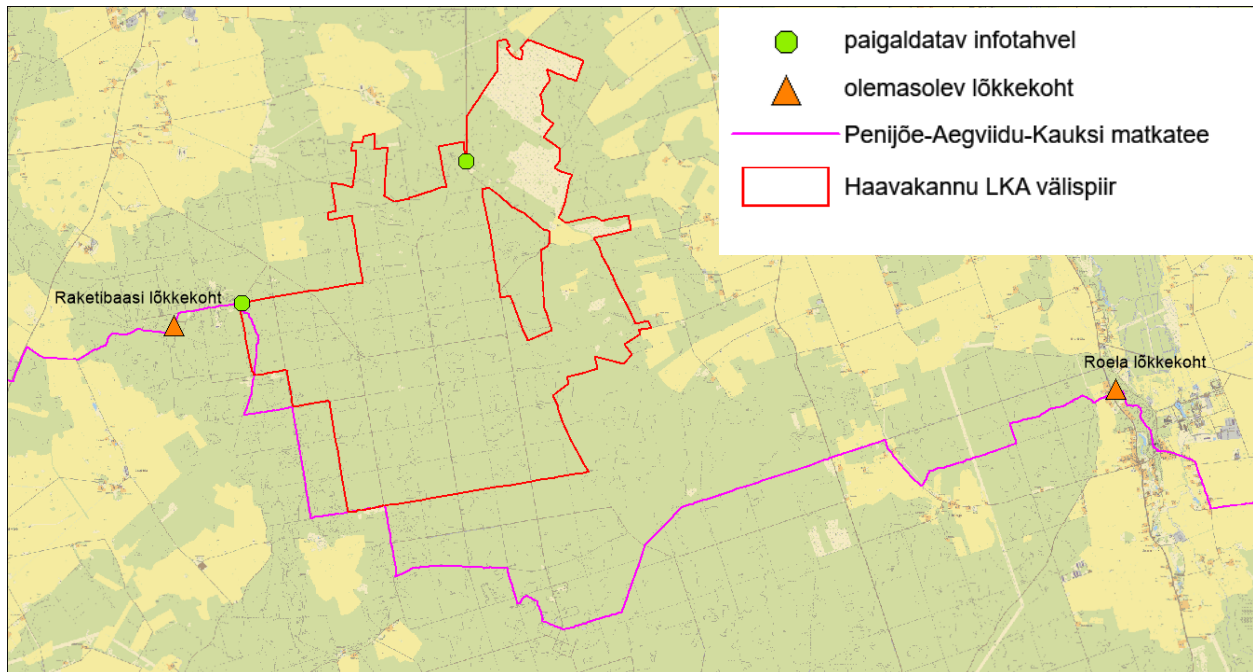 paigaldatav infotahvel
olemasolev lõkkekoht
Penijõe-Aegviidu-Kauksi matkatee
Haavakannu LKA välispiir
Raketibaasi lõkkekoht
Roela lõkkekoht